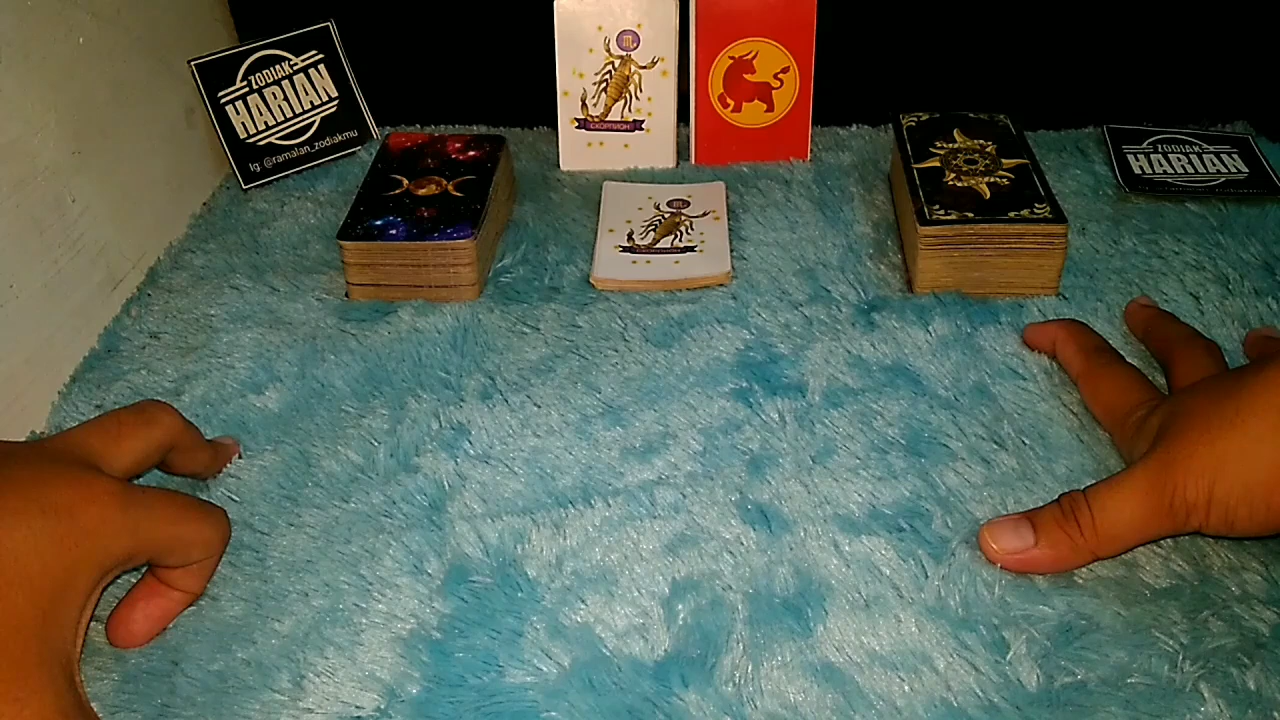 ZODIAK
HARIAN
Ig: @ramalan_zodiakmu
СКОРПИОН
ZODIAK
HARIAN